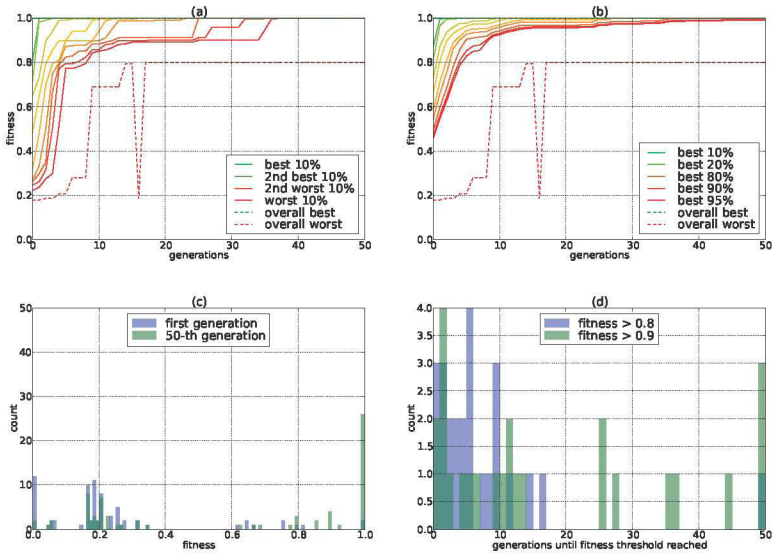 (a)
fitness
1.0
0.8
0.6
0.4
0.2
0.0
0
10
20
30
40
50
generations
best 10%
2nd best 10%
2nd worst 10%
worst 10%
overall best
overall worst
(b)
fitness
1.0
0.8
0.6
0.4
0.2
0.0
0
10
20
30
40
50
generations
best 10%
best 20%
best 80%
best 90%
best 95%
overall best
overall worst
(c)
count
50
40
30
20
10
0
0.0
0.2
0.4
0.6
0.8
1.0
fitness
first generation
50-th generation
(d)
count
4.0
3.5
3.0
2.5
2.0
1.5
1.0
0.5
0.0
0
10
20
30
40
50
generations until fitness threshold reached
fitness > 0.8
fitness > 0.9